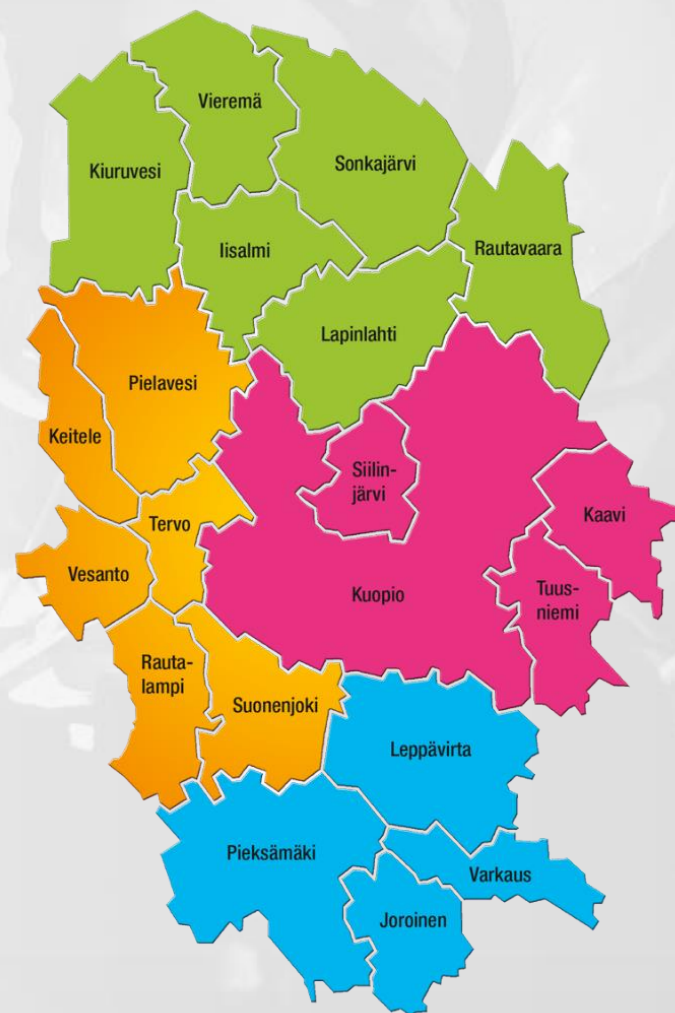 Vieremä
Kiuruvesi
Sonkajärvi
Iisalmi
Rautavaara
Lapinlahti
Pielavesi
Keitele
Siilin-
järvi
Kaavi
Tervo
Vesanto
Kuopio
Tuus-
niemi
Rauta-
lampi
Suonenjoki
Leppävirta
Pieksämäki
Varkaus
Joroinen